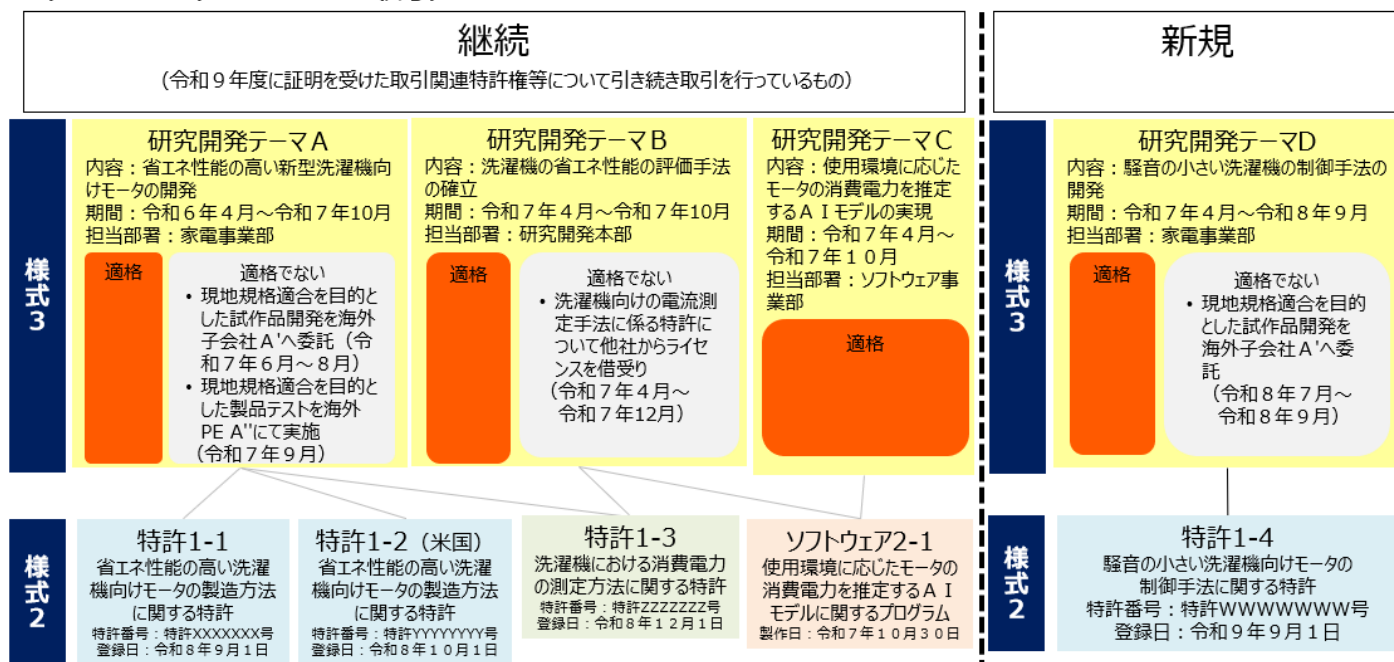 継続
（令和９年度に証明を受けた取引関連特許権等について引き続き取引を行っているもの）
新規
様式3
研究開発テーマA
内容：省エネ性能の高い新型洗濯機向
けモータの開発
期間：令和６年４月～令和７年10月
担当部署：家電事業部
適格
適格でない
• 現地規格適合を目的と
した試作品開発を海外
子会社Ａ'へ委託（令
和７年６月～８月）
• 現地規格適合を目的と
した製品テストを海外
PE A''にて実施
（令和７年９月）
研究開発テーマB
内容：洗濯機の省エネ性能の評価手法
の確立
期間：令和７年４月～令和７年10月
担当部署：研究開発本部
適格
適格でない
• 洗濯機向けの電流測
定手法に係る特許に
ついて他社からライセ
ンスを借受り
（令和７年４月～
令和７年12月）
研究開発テーマC
内容：使用環境に応じた
モータの消費電力を推定
するＡＩモデルの実現
期間：令和７年４月～
令和７年１０月
担当部署：ソフトウェア事
業部
適格
様式3
研究開発テーマD
内容：騒音の小さい洗濯機の制御手法の
開発
期間：令和７年４月～令和８年９月
担当部署：家電事業部
適格
適格でない
• 現地規格適合を目的
とした試作品開発を
海外子会社Ａ'へ委
託
（令和８年７月～
令和８年９月）
様式2
特許1-1
省エネ性能の高い洗濯
機向けモータの製造方法
に関する特許
特許番号：特許XXXXXXX号
登録日：令和８年９月１日
特許1-2（米国）
省エネ性能の高い洗濯
機向けモータの製造方法
に関する特許
特許番号：特許YYYYYYYY号
登録日：令和８年１０月１日
特許1-3
洗濯機における消費電力
の測定方法に関する特許
特許番号：特許ZZZZZZZ号
登録日：令和８年１２月１日
ソフトウェア2-1
使用環境に応じたモータの
消費電力を推定するＡＩ
モデルに関するプログラム
製作日：令和７年１０月３０日
様式2
特許1-4
騒音の小さい洗濯機向けモータの
制御手法に関する特許
特許番号：特許WWWWWWW号
登録日：令和９年９月１日